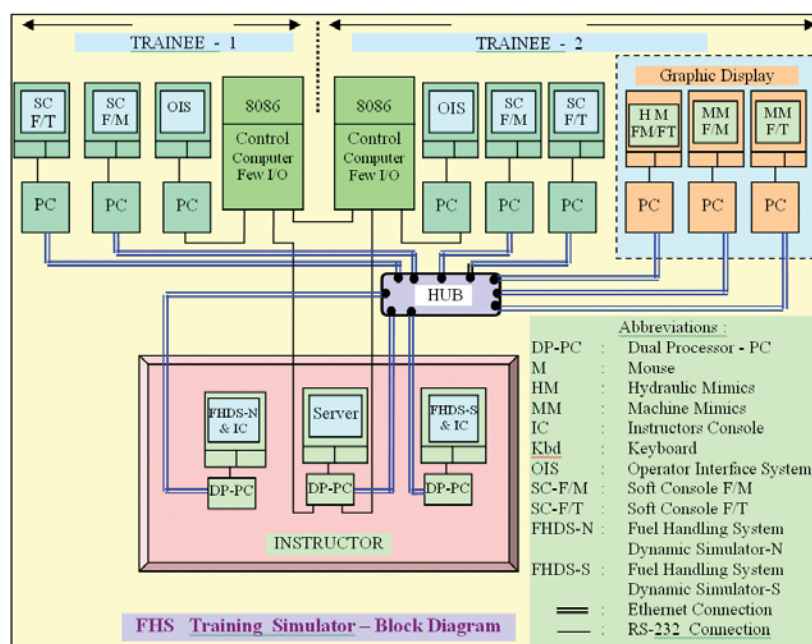 TRAINEE - 1
TRAINEE - 2
SC
F/T
SC
F/M
OIS
8086
Control
Computer
Few I/O
8086
Control
Computer
Few I/O
OIS
SC
F/M
SC
F/T
Graphic Display
H M
FM/FT
MM
F/M
MM
F/T
PC
PC
PC
PC
PC
PC
PC
PC
PC
HUB
FHDS-N
& IC
Server
FHDS-S
& IC
DP-PC
DP-PC
DP-PC
INSTRUCTOR
Abbreviations :
DP-PC : Dual Processor - PC
M : Mouse
HM : Hydraulic Mimics
MM : Machine Mimics
IC : Instructors Console
Kbd : Keyboard
OIS : Operator Interface System
SC-F/M : Soft Console F/M
SC-F/T : Soft Console F/T
FHDS-N : Fuel Handling System
Dynamic Simulator-N
FHDS-S : Fuel Handling System
Dynamic Simulator-S
: Ethernet Connection
: RS-232 Connection
FHS Training Simulator – Block Diagram